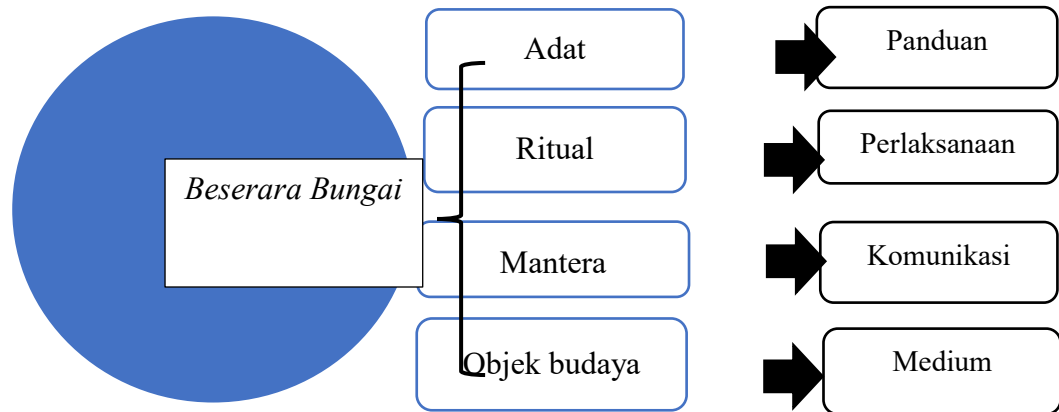 Adat
Panduan
Ritual
Perlaksanaan
Beserara Bungai
Mantera
Komunikasi
Objek budaya
Medium